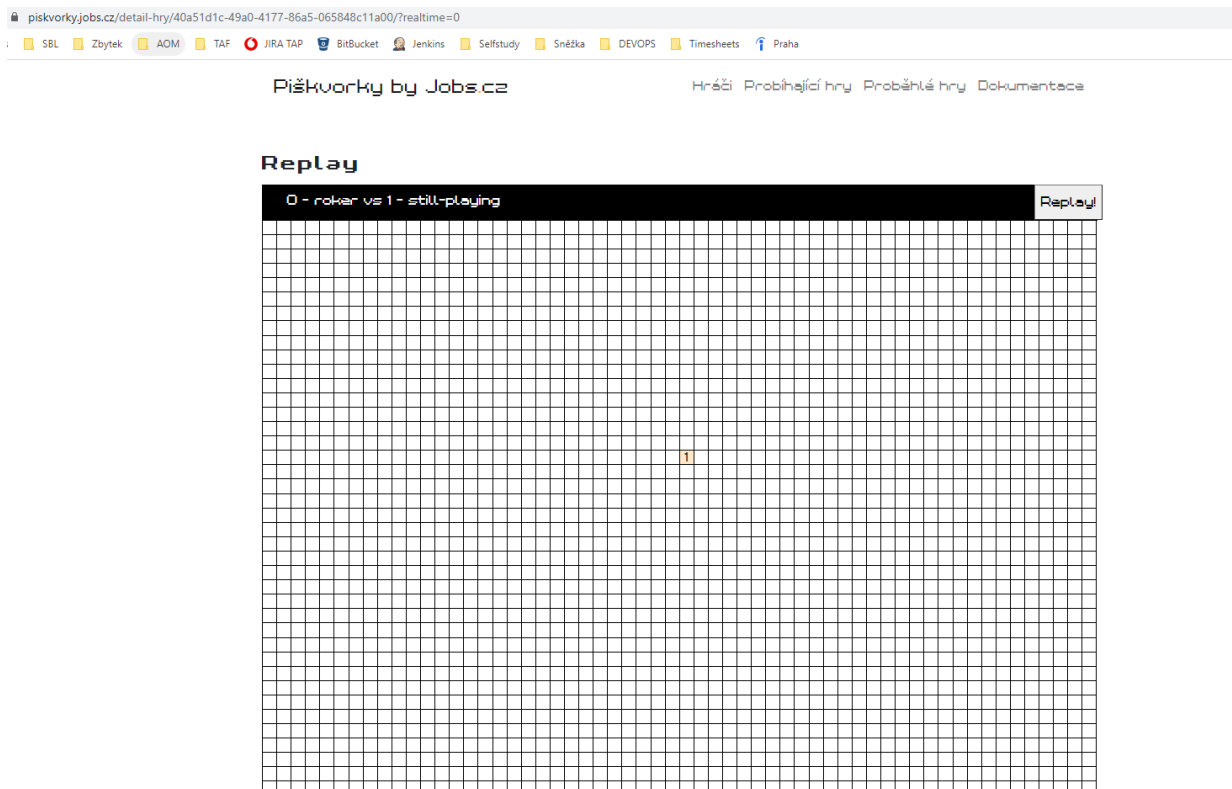 piskvorky.jobs.cz/detail-hry/40a51d1c-49a0-4177-86a5-065848c11a00/?realtime=0
SBL Zbytek AOM TAF JIRA TAP BitBucket Jenkins Selfstudy Sněžka DEVOPS Timesheets Praha
Piškvorky by Jobs.cz Hráči Probíhající hry Proběhlé hry Dokumentace
Replay
0 - roker vs 1 - still-playing Replay!
1